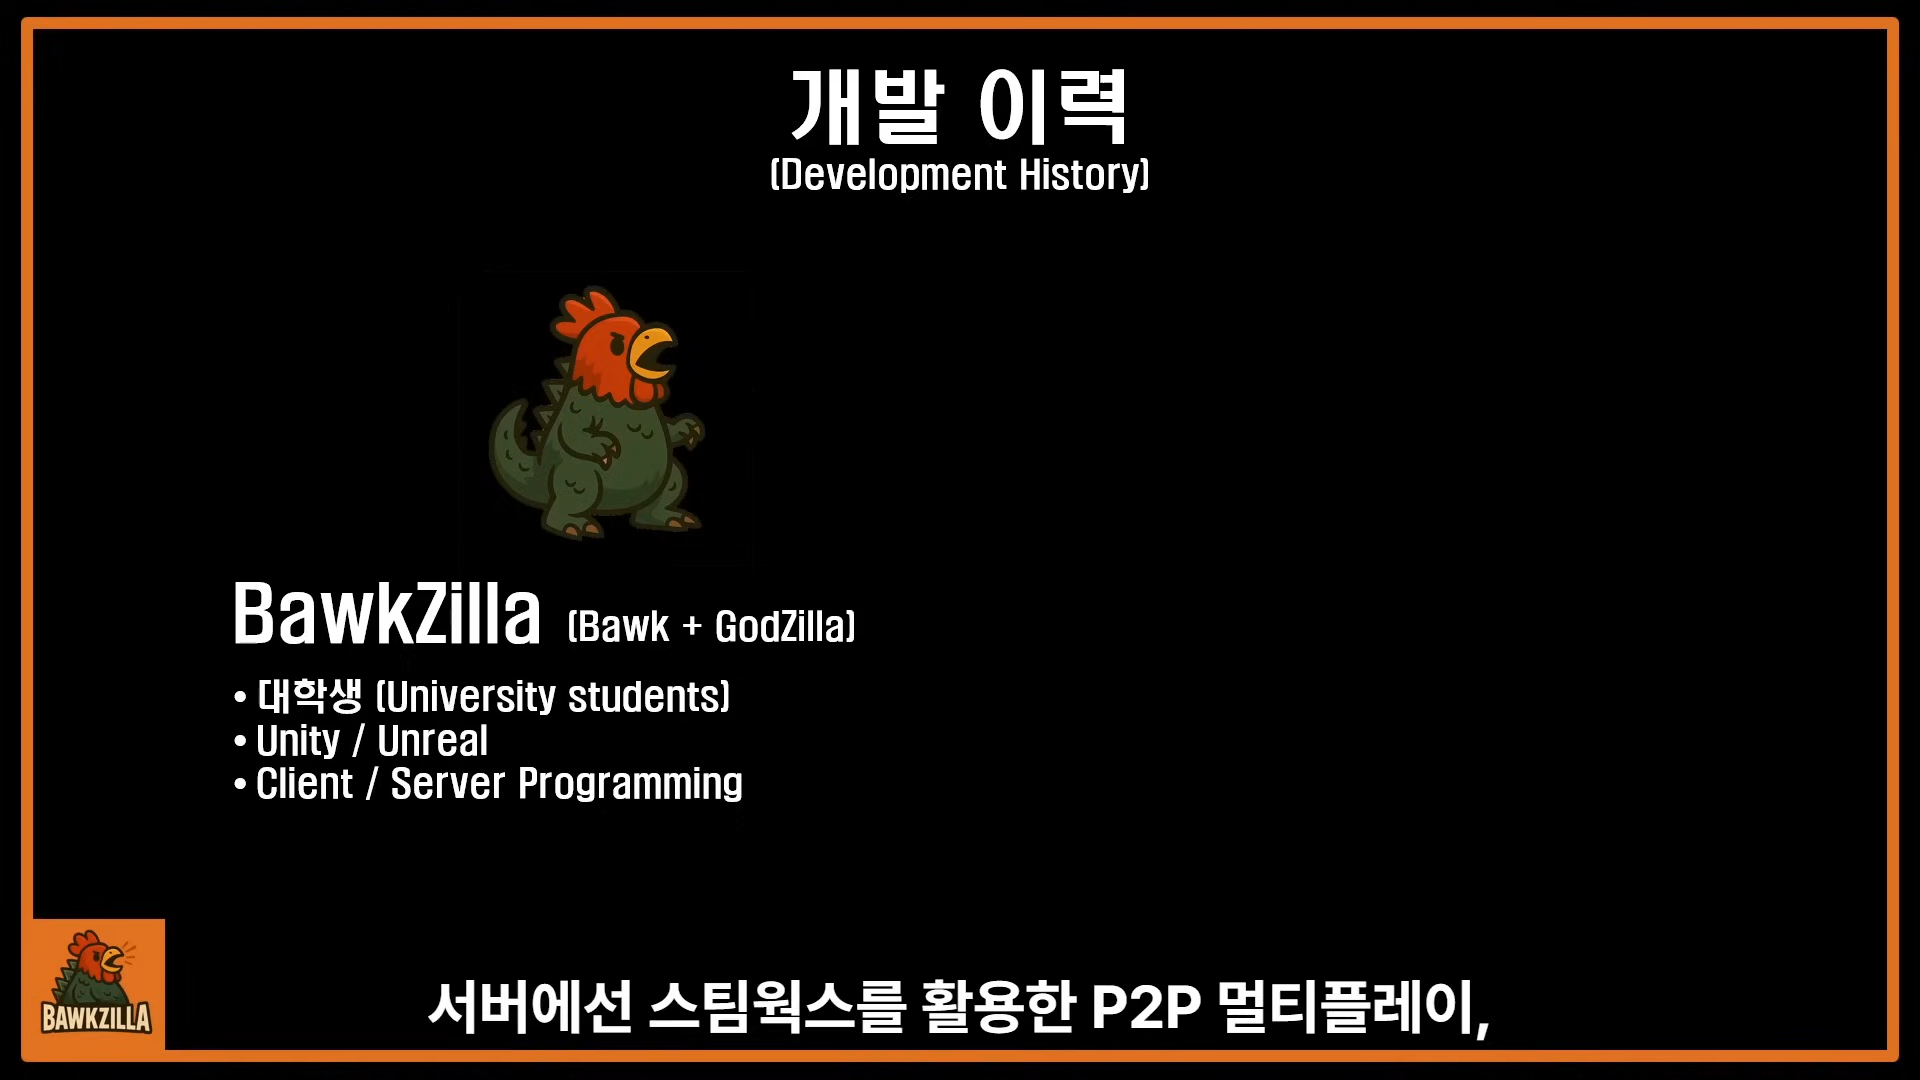 개발 이력
(Development History)
BawkZilla (Bawk + GodZilla)
• 대학생 (University students)
• Unity / Unreal
• Client / Server Programming
BAWKZILLA
서버에선 스팀웍스를 활용한 P2P 멀티플레이,